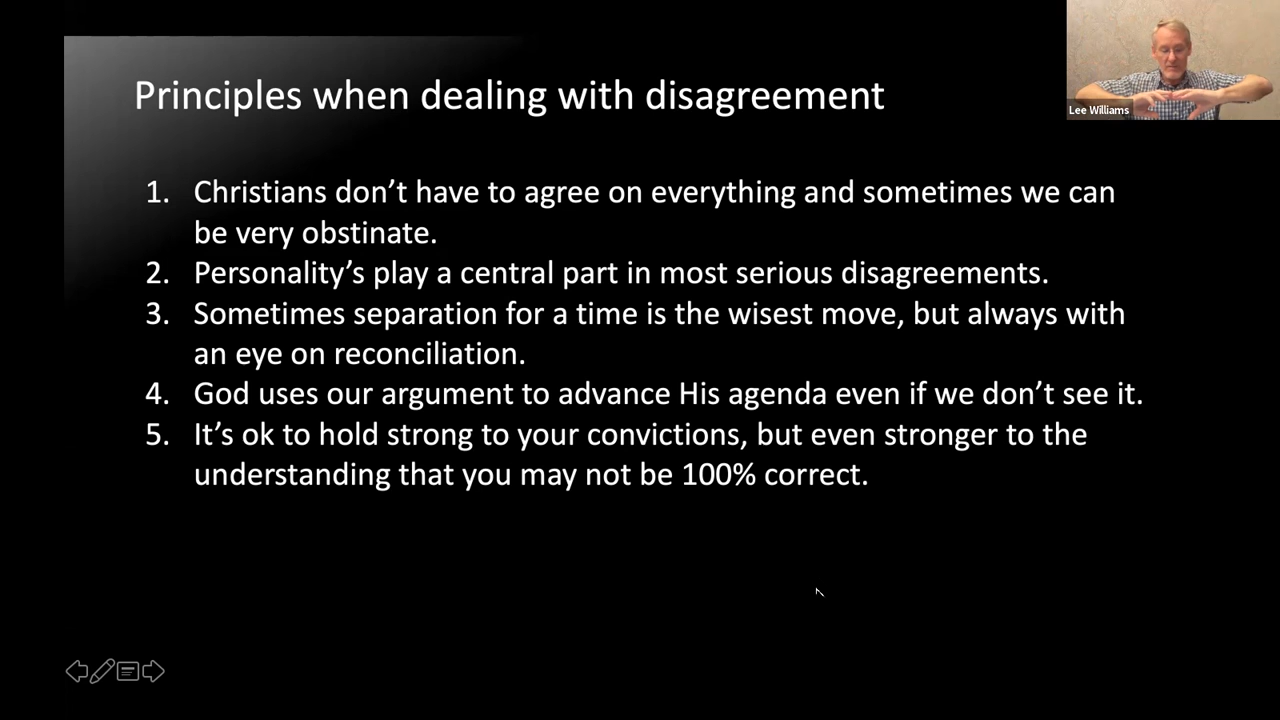 Principles when dealing with disagreement
Lee Williams
1. Christians don’t have to agree on everything and sometimes we can
be very obstinate.
2. Personality’s play a central part in most serious disagreements.
3. Sometimes separation for a time is the wisest move, but always with
an eye on reconciliation.
4. God uses our argument to advance His agenda even if we don’t see it.
5. It’s ok to hold strong to your convictions, but even stronger to the
understanding that you may not be 100% correct.